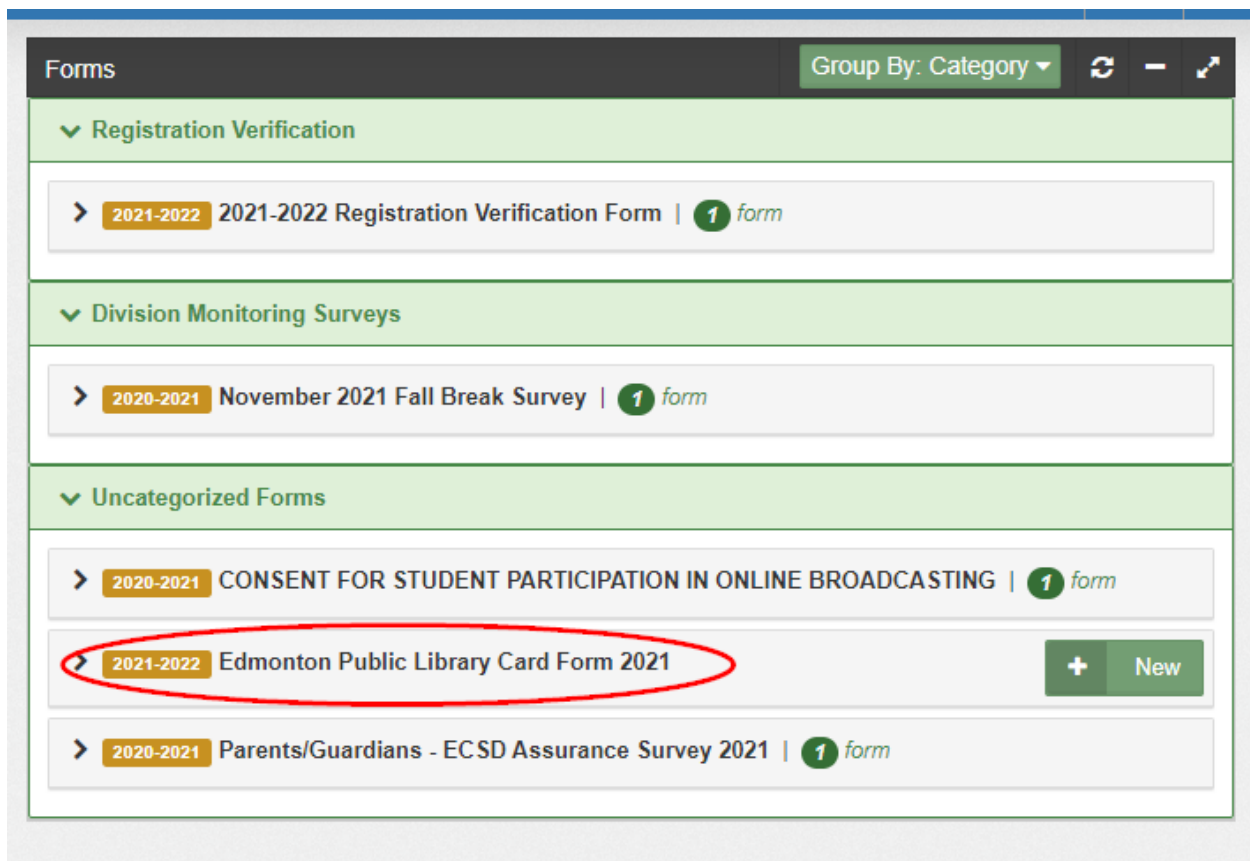 Forms Group By: Category
Registration Verification
2021-2022 2021-2022 Registration Verification Form | 1 form
Division Monitoring Surveys
2020-2021 November 2021 Fall Break Survey | 1 form
Uncategorized Forms
2020-2021 CONSENT FOR STUDENT PARTICIPATION IN ONLINE BROADCASTING | 1 form
2021-2022 Edmonton Public Library Card Form 2021 + New
2020-2021 Parents/Guardians - ECSD Assurance Survey 2021 | 1 form